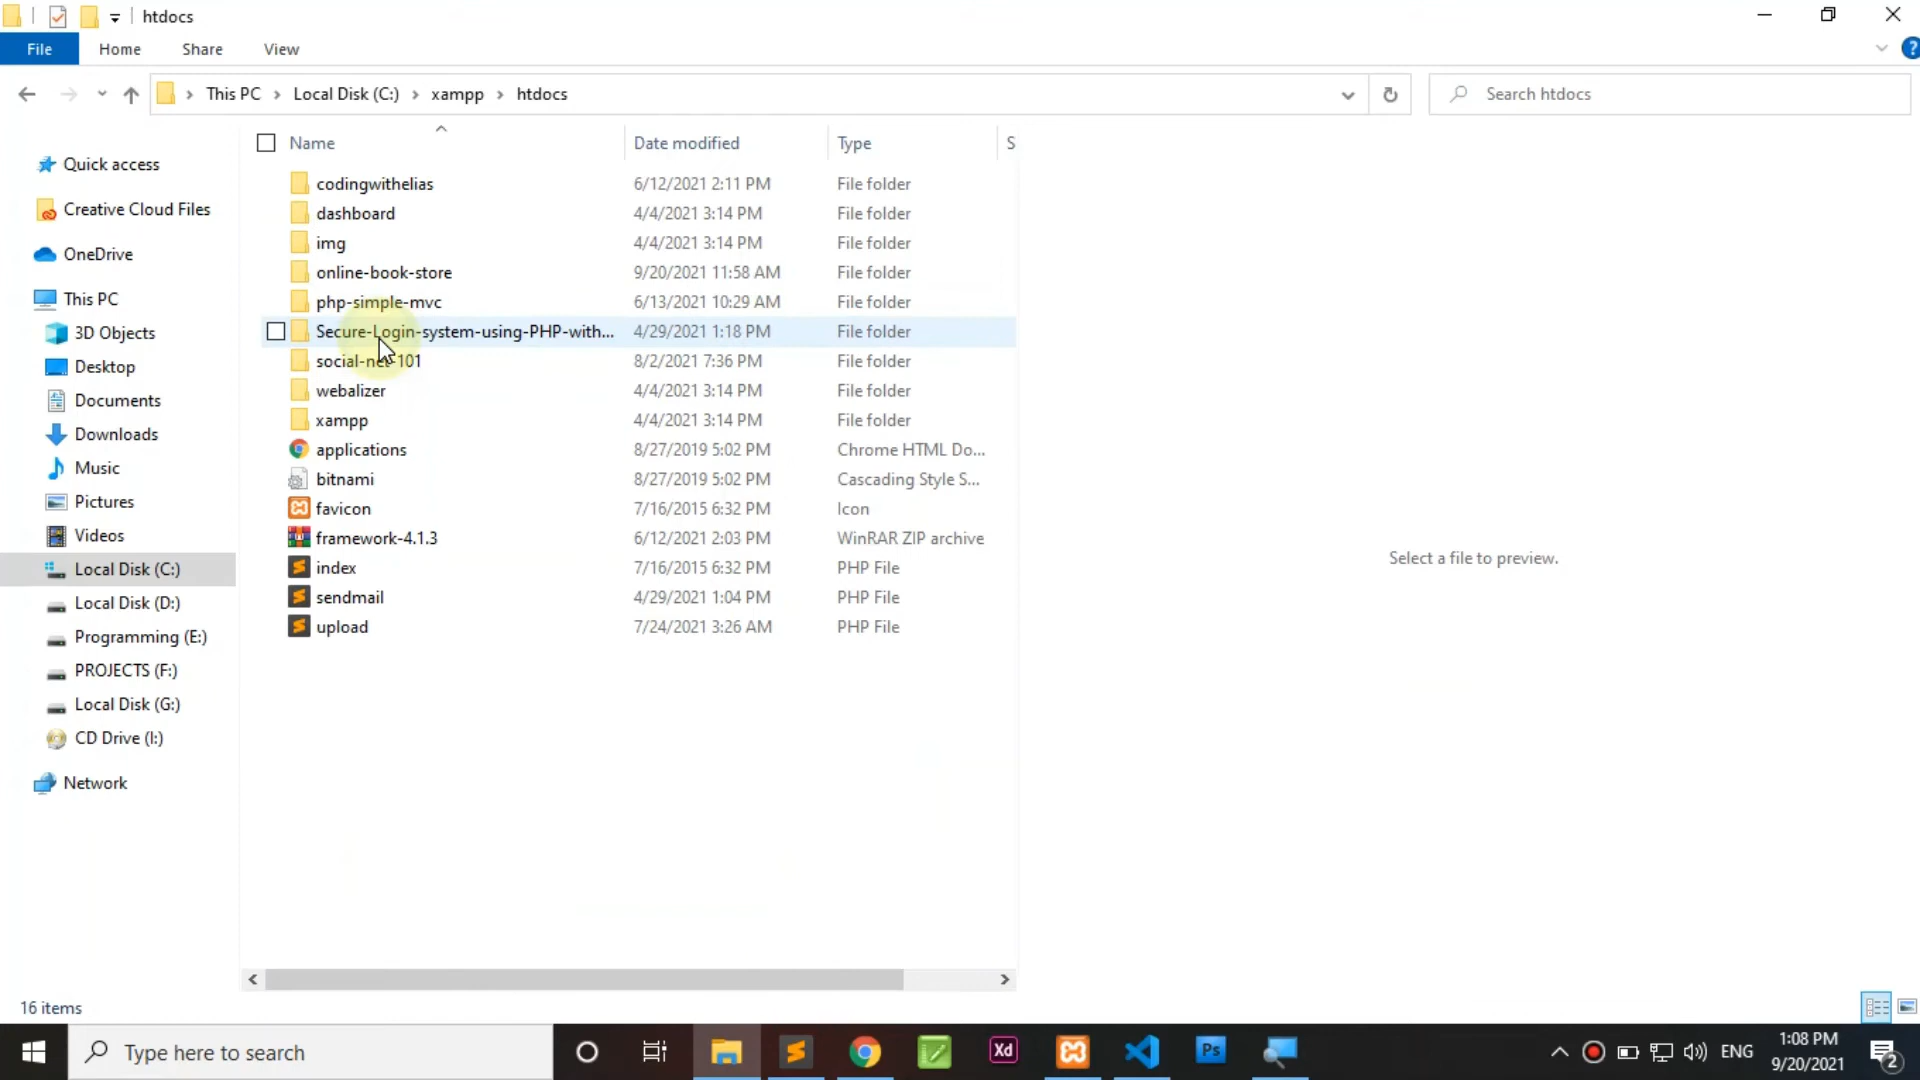 htdocs
File Home Share View
This PC Local Disk (C:) xampp htdocs
Search htdocs
Name Date modified Type S
Quick access
Creative Cloud Files
OneDrive
This PC
3D Objects
Desktop
Documents
Downloads
Music
Pictures
Videos
Local Disk (C:)
Local Disk (D:)
Programming (E:)
PROJECTS (F:)
Local Disk (G:)
CD Drive (I:)
Network
codingwithelias 6/12/2021 2:11 PM File folder
dashboard 4/4/2021 3:14 PM File folder
img 4/4/2021 3:14 PM File folder
online-book-store 9/20/2021 11:58 AM File folder
php-simple-mvc 6/13/2021 10:29 AM File folder
Secure-Login-system-using-PHP-with... 4/29/2021 1:18 PM File folder
social-net-101 8/2/2021 7:36 PM File folder
webalizer 4/4/2021 3:14 PM File folder
xampp 4/4/2021 3:14 PM File folder
applications 8/27/2019 5:02 PM Chrome HTML Do...
bitnami 8/27/2019 5:02 PM Cascading Style S...
favicon 7/16/2015 6:32 PM Icon
framework-4.1.3 6/12/2021 2:03 PM WinRAR ZIP archive
index 7/16/2015 6:32 PM PHP File
sendmail 4/29/2021 1:04 PM PHP File
upload 7/24/2021 3:26 AM PHP File
Select a file to preview.
16 items
Type here to search
Xd
Ps
ENG
1:08 PM
9/20/2021
2